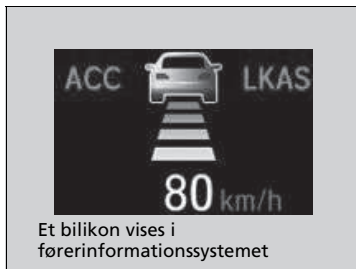 ACC LKAS
80 km/h
Et bilikon vises i
førerinformationssystemet